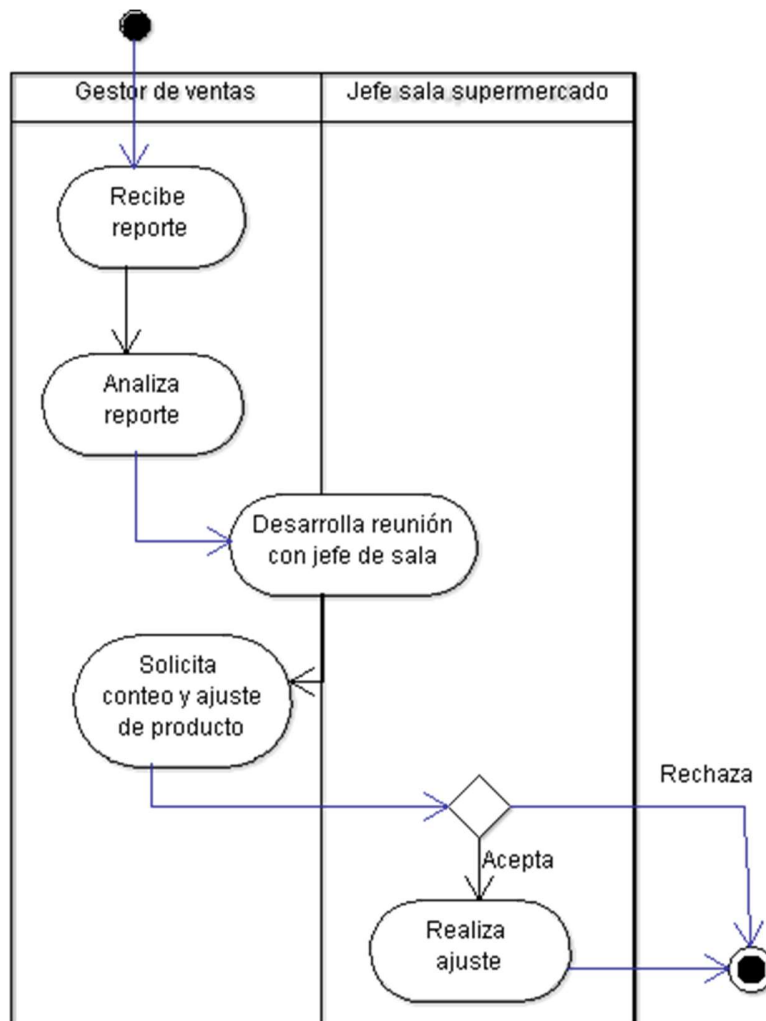 Gestor de ventas
Jefe sala supermercado
Recibe
reporte
Analiza
reporte
Desarrolla reunión
con jefe de sala
Solicita
conteo y ajuste
de producto
Rechaza
Acepta
Realiza
ajuste